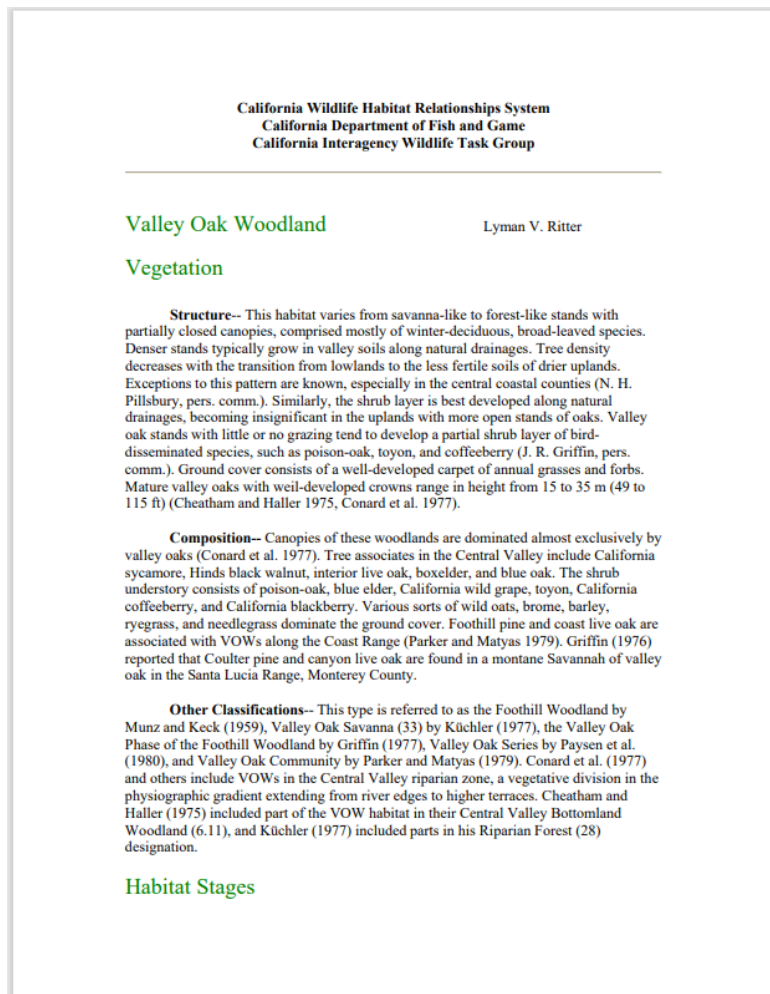 California Wildlife Habitat Relationships System
California Department of Fish and Game
California Interagency Wildlife Task Group
Valley Oak Woodland Lyman V. Ritter
Vegetation
Structure-- This habitat varies from savanna-like to forest-like stands with
partially closed canopies, comprised mostly of winter-deciduous, broad-leaved species.
Denser stands typically grow in valley soils along natural drainages. Tree density
decreases with the transition from lowlands to the less fertile soils of drier uplands.
Exceptions to this pattern are known, especially in the central coastal counties (N. H.
Pillsbury, pers. comm.). Similarly, the shrub layer is best developed along natural
drainages, becoming insignificant in the uplands with more open stands of oaks. Valley
oak stands with little or no grazing tend to develop a partial shrub layer of bird-
disseminated species, such as poison-oak, toyon, and coffeeberry (J. R. Griffin, pers.
comm.). Ground cover consists of a well-developed carpet of annual grasses and forbs.
Mature valley oaks with weil-developed crowns range in height from 15 to 35 m (49 to
115 ft) (Cheatham and Haller 1975, Conard et al. 1977).
Composition-- Canopies of these woodlands are dominated almost exclusively by
valley oaks (Conard et al. 1977). Tree associates in the Central Valley include California
sycamore, Hinds black walnut, interior live oak, boxelder, and blue oak. The shrub
understory consists of poison-oak, blue elder, California wild grape, toyon, California
coffeeberry, and California blackberry. Various sorts of wild oats, brome, barley,
ryegrass, and needlegrass dominate the ground cover. Foothill pine and coast live oak are
associated with VOWs along the Coast Range (Parker and Matyas 1979). Griffin (1976)
reported that Coulter pine and canyon live oak are found in a montane Savannah of valley
oak in the Santa Lucia Range, Monterey County.
Other Classifications-- This type is referred to as the Foothill Woodland by
Munz and Keck (1959), Valley Oak Savanna (33) by Küchler (1977), the Valley Oak
Phase of the Foothill Woodland by Griffin (1977), Valley Oak Series by Paysen et al.
(1980), and Valley Oak Community by Parker and Matyas (1979). Conard et al. (1977)
and others include VOWs in the Central Valley riparian zone, a vegetative division in the
physiographic gradient extending from river edges to higher terraces. Cheatham and
Haller (1975) included part of the VOW habitat in their Central Valley Bottomland
Woodland (6.11), and Küchler (1977) included parts in his Riparian Forest (28)
designation.
Habitat Stages